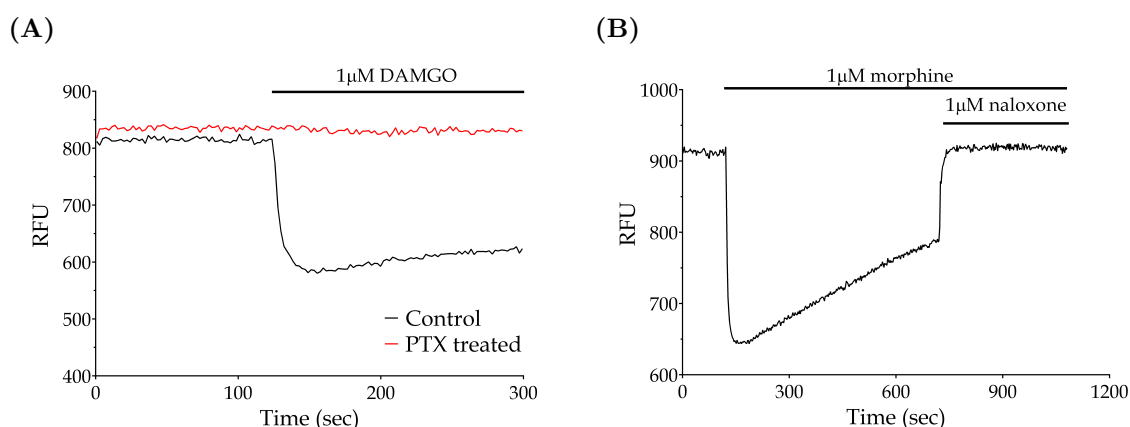 (A)
1μM DAMGO
900
800
700
600
500
400
RFU
Control
PTX treated
0
100
200
300
Time (sec)
(B)
1μM morphine
1μM naloxone
1000
900
800
700
600
RFU
0
300
600
900
1200
Time (sec)